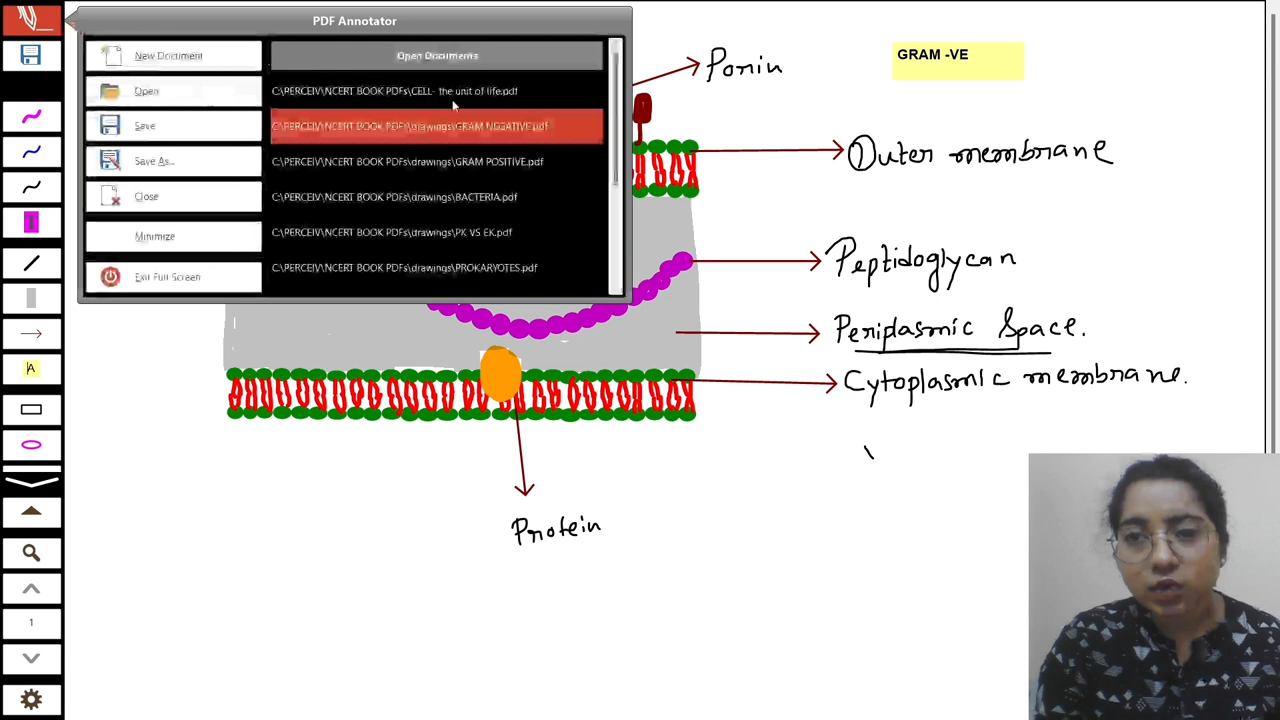 PDF Annotator
New Document
Open
Save
Save As...
Close
Minimize
Exit Full Screen
Open Documents
C:\PERCEIV\NCERT BOOK PDFs\CELL- the unit of life.pdf
C:\PERCEIV\NCERT BOOK PDFs\drawings\GRAM NEGATIVE.pdf
C:\PERCEIV\NCERT BOOK PDFs\drawings\GRAM POSITIVE.pdf
C:\PERCEIV\NCERT BOOK PDFs\drawings\BACTERIA.pdf
C:\PERCEIV\NCERT BOOK PDFs\drawings\PK VS EK.pdf
C:\PERCEIV\NCERT BOOK PDFs\drawings\PROKARYOTES.pdf
GRAM -VE
Porin
Outer membrane
Peptidoglycan
Periplasmic Space.
Cytoplasmic membrane.
Protein
A
1